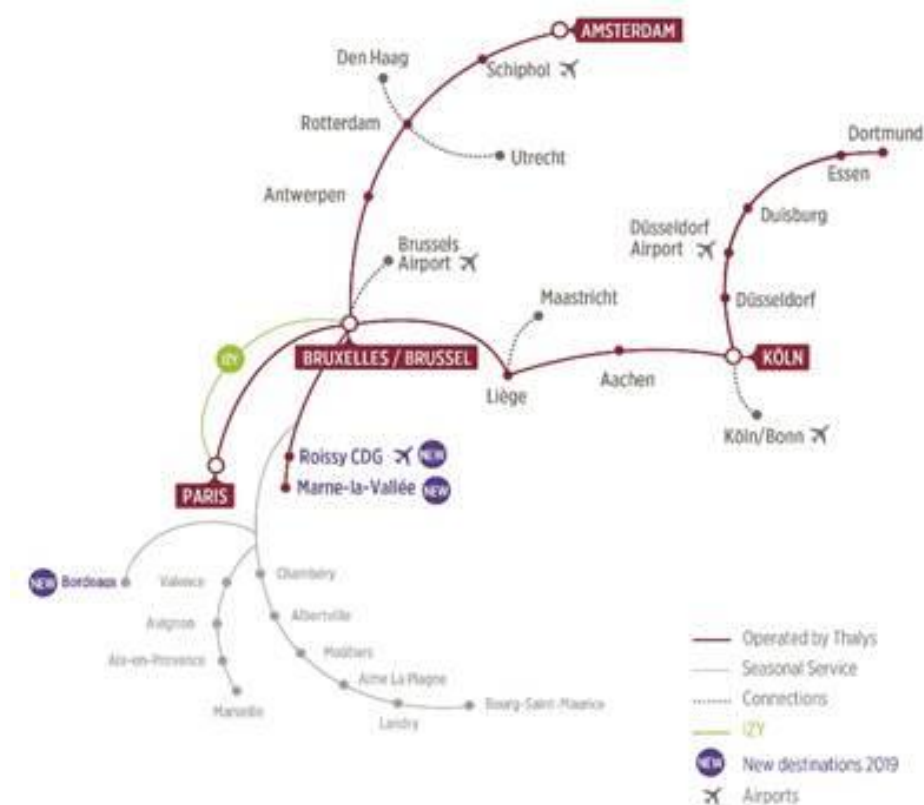 AMSTERDAM
Den Haag
Schiphol
Rotterdam
Utrecht
Dortmund
Essen
Antwerpen
Duisburg
Düsseldorf
Airport
Brussels
Airport
Maastricht
Düsseldorf
IZY
BRUXELLES / BRUSSEL
KÖLN
Aachen
Liège
Köln/Bonn
Roissy CDG NEW
Marne-la-Vallée NEW
PARIS
NEW Bordeaux
Valence
Chambéry
Avignon
Albertville
Aix-en-Provence
Moûtiers
Aime La Plagne
Marseille
Landry
Bourg-Saint-Maurice
Operated by Thalys
Seasonal Service
Connections
IZY
NEW New destinations 2019
Airports